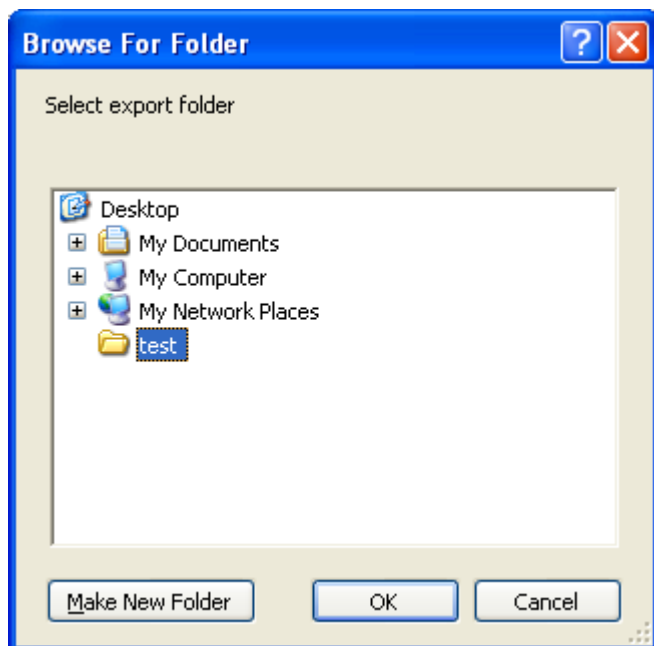 Browse For Folder
Select export folder
Desktop
My Documents
My Computer
My Network Places
test
Make New Folder OK Cancel